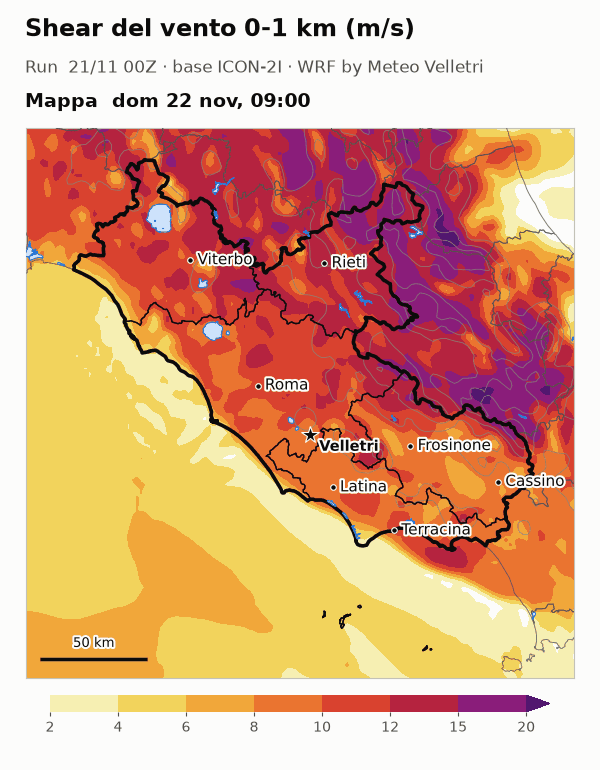 Shear del vento 0-1 km (m/s)
Run  21/11 00Z · base ICON-2I · WRF by Meteo Velletri
Mappa  dom 22 nov, 09:00
Viterbo
Rieti
Roma
Velletri
Frosinone
Latina
Cassino
Terracina
50 km
2 4 6 8 10 12 15 20